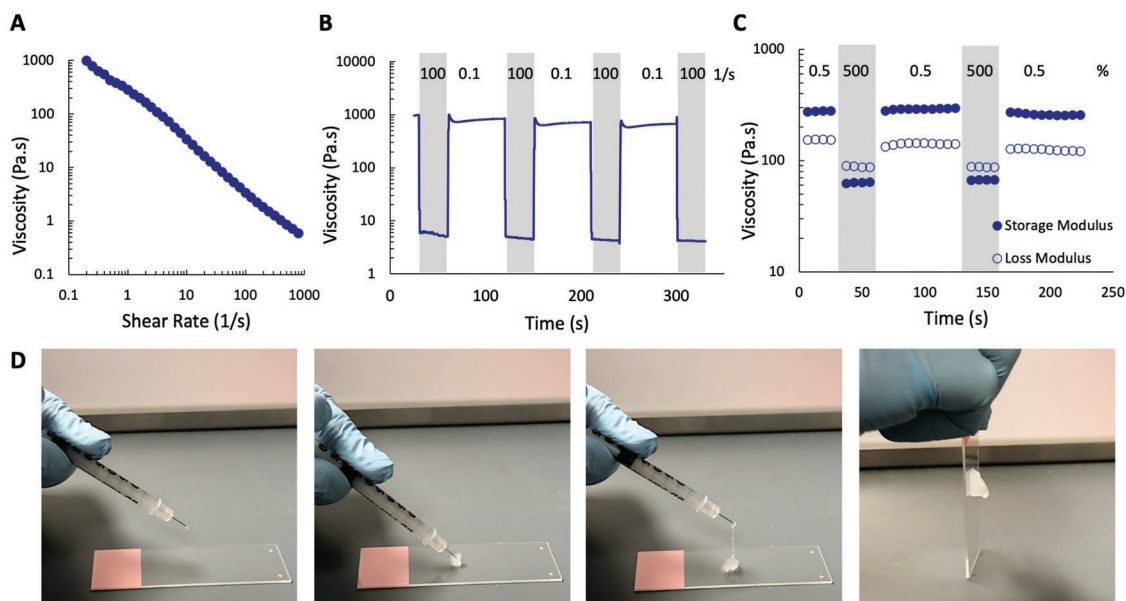 A
Viscosity (Pa.s)
1000
100
10
1
0.1
0.1 1 10 100 1000
Shear Rate (1/s)
B
Viscosity (Pa.s)
10000
1000
100
10
1
100 0.1 100 0.1 100 0.1 100 1/s
0 100 200 300
Time (s)
C
Viscosity (Pa.s)
1000
100
10
0.5 500 0.5 500 0.5 %
Storage Modulus
Loss Modulus
0 50 100 150 200 250
Time (s)
D